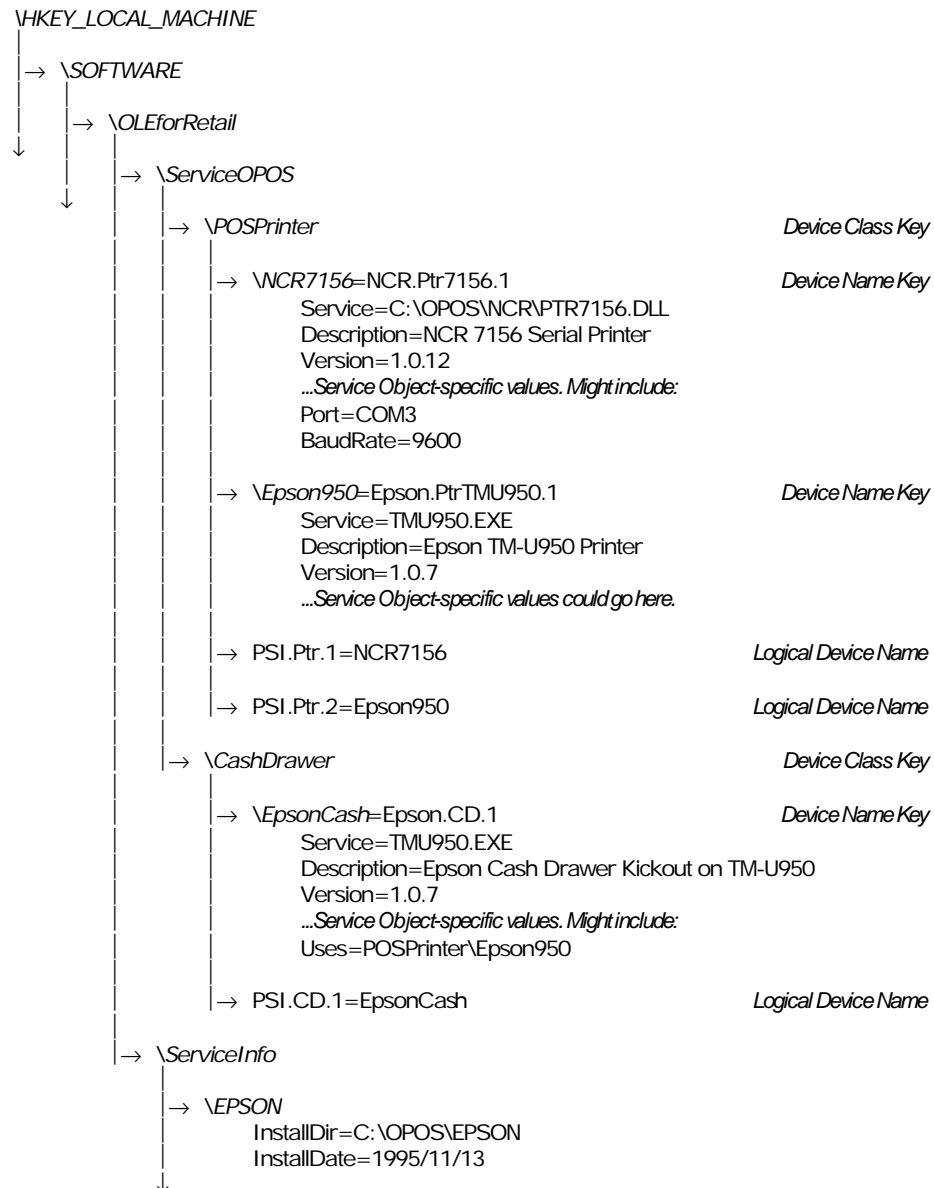 \HKEY_LOCAL_MACHINE
→ \SOFTWARE
→ \OLEforRetail
→ \ServiceOPOS
→ \POSPrinter Device Class Key
→ \NCR7156=NCR.Ptr7156.1 Device Name Key
Service=C:\OPOS\NCR\PTR7156.DLL
Description=NCR 7156 Serial Printer
Version=1.0.12
...Service Object-specific values. Might include:
Port=COM3
BaudRate=9600
→ \Epson950=Epson.PtrTMU950.1 Device Name Key
Service=TMU950.EXE
Description=Epson TM-U950 Printer
Version=1.0.7
...Service Object-specific values could go here.
→ PSI.Ptr.1=NCR7156 Logical Device Name
→ PSI.Ptr.2=Epson950 Logical Device Name
→ \CashDrawer Device Class Key
→ \EpsonCash=Epson.CD.1 Device Name Key
Service=TMU950.EXE
Description=Epson Cash Drawer Kickout on TM-U950
Version=1.0.7
...Service Object-specific values. Might include:
Uses=POSPrinter\Epson950
→ PSI.CD.1=EpsonCash Logical Device Name
→ \ServiceInfo
→ \EPSON
InstallDir=C:\OPOS\EPSON
InstallDate=1995/11/13